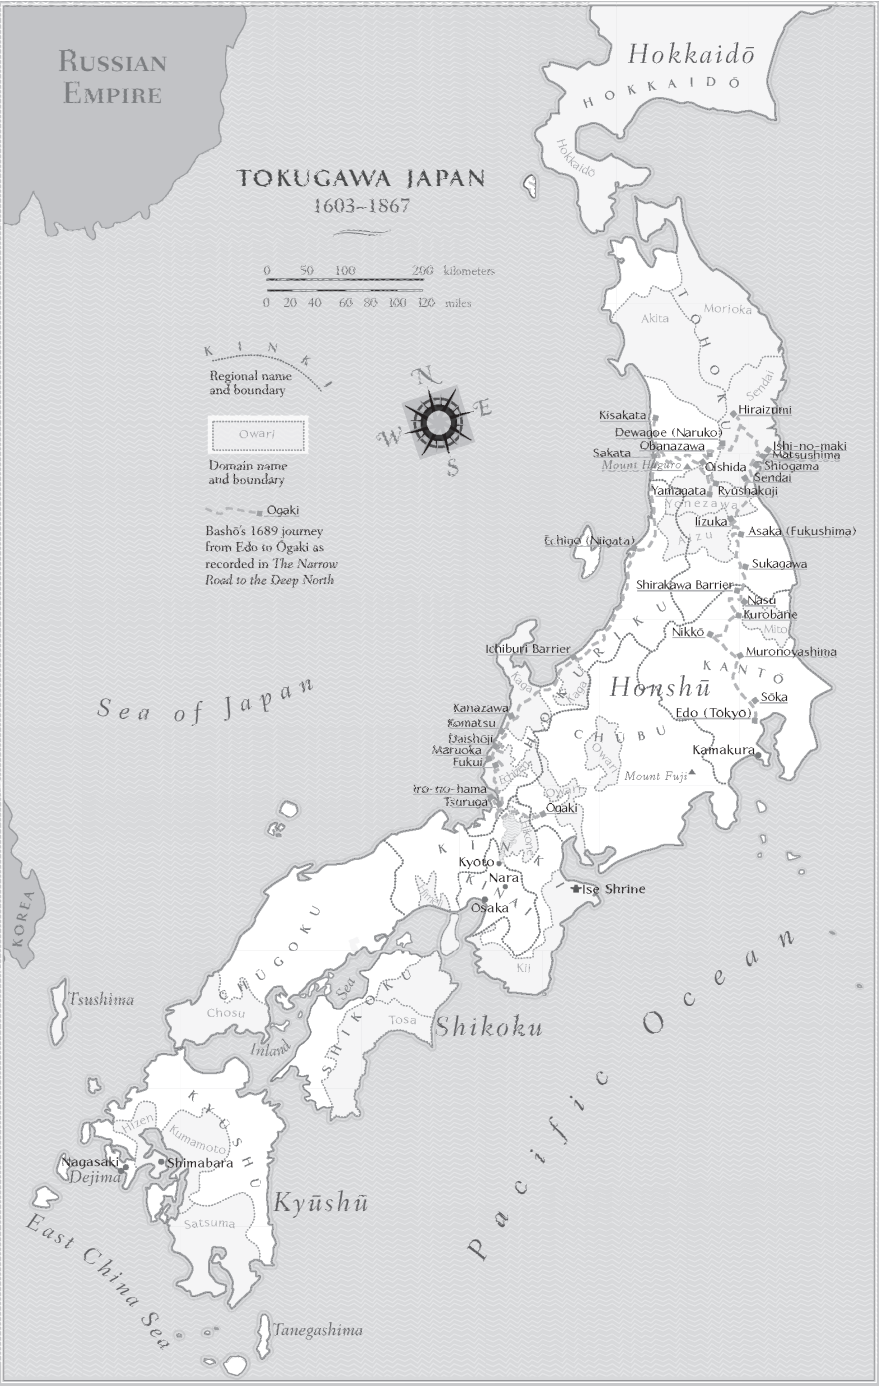 RUSSIAN
EMPIRE
Hokkaidō
HOKKAIDŌ
Hokkaidō
TOKUGAWA JAPAN
1603–1867
0 50 100 200 kilometers
0 20 40 60 80 100 120 miles
KINKI
Regional name
and boundary
Owari
Domain name
and boundary
Ogaki
Bashō's 1689 journey
from Edo to Ōgaki as
recorded in The Narrow
Road to the Deep North
N
E
W
S
TOHOKU
Morioka
Akita
Sendai
Hiraizumi
Kisakata
Dewagoe (Naruko)
Obanazawa
Ishi-no-maki
Matsushima
Sakata
Mount Haguro
Oishida
Shiogama
Sendai
Yamagata
Ryushakuji
Yonezawa
Iizuka
Aizu
Asaka (Fukushima)
Echigo (Niigata)
Sukagawa
Shirakawa Barrier
Nasu
Kurobane
Mito
Nikkō
Ichiburi Barrier
Muronoyashima
HOKURIKU
KANTŌ
Kaga
Kaga
Honshū
Sōka
Sea of Japan
Kanazawa
Edo (Tōkyō)
Komatsu
CHŪBU
Daishōji
Maruoka
Owari
Kamakura
Fukui
Echizen
Mount Fuji
Iro-no-hama
Owari
Tsuruga
Ōgaki
Hikone
KINKI
Kyoto
KINAI
Nara
Ise Shrine
Osaka
KOREA
CHŪGOKU
Kii
Pacific Ocean
Tsushima
Sea
Inland
SHIKOKU
Chosu
Tosa
Shikoku
KYŪSHŪ
Hizen
Kumamoto
Nagasaki
Dejima
Shimabara
Kyūshū
Satsuma
East China Sea
Tanegashima